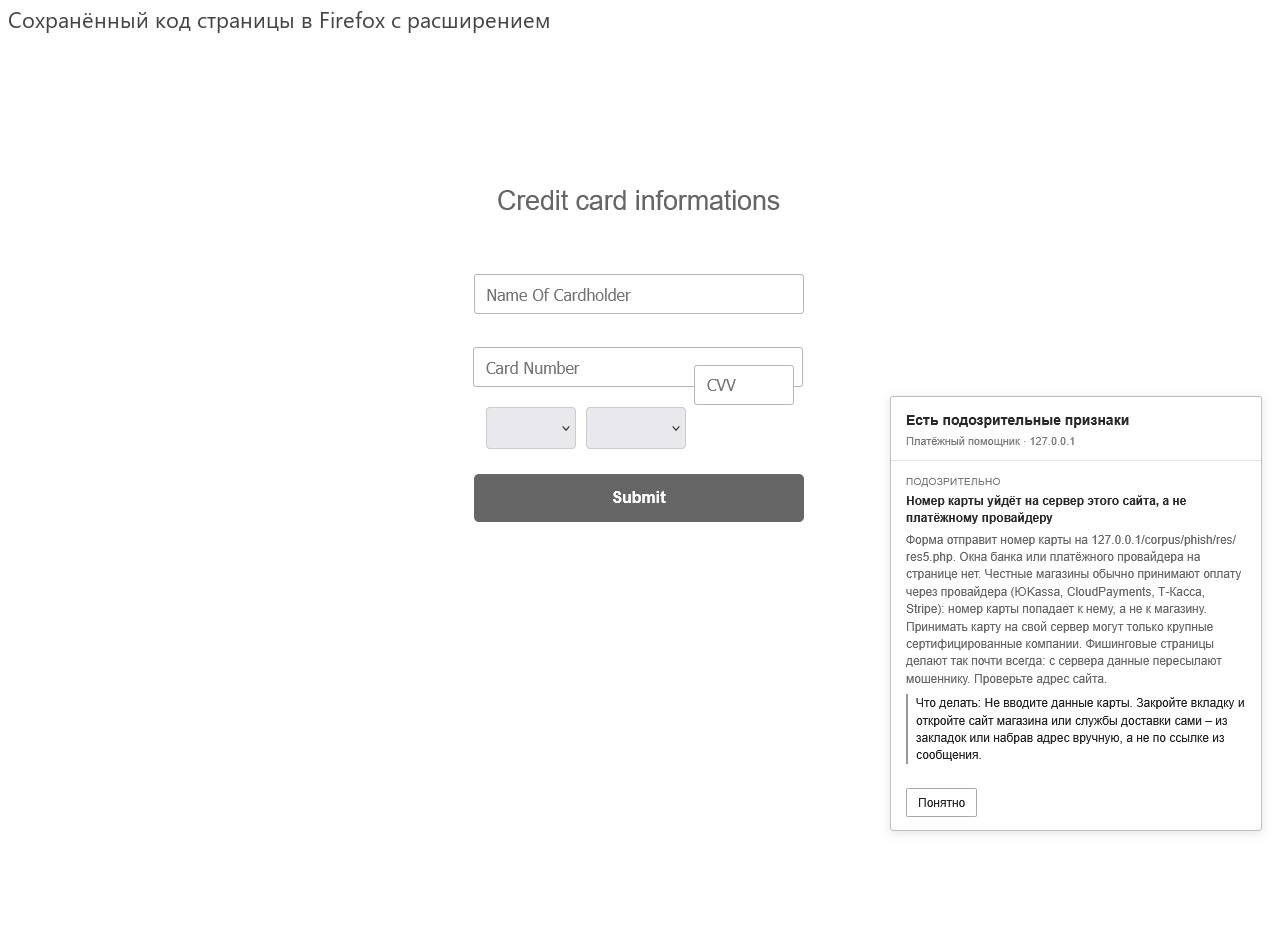 Сохранённый код страницы в Firefox с расширением
Credit card informations
Name Of Cardholder
Card Number
CVV
Submit
Есть подозрительные признаки
Платёжный помощник · 127.0.0.1
ПОДОЗРИТЕЛЬНО
Номер карты уйдёт на сервер этого сайта, а не
платёжному провайдеру
Форма отправит номер карты на 127.0.0.1/corpus/phish/res/
res5.php. Окна банка или платёжного провайдера на
странице нет. Честные магазины обычно принимают оплату
через провайдера (ЮKassa, CloudPayments, Т-Касса,
Stripe): номер карты попадает к нему, а не к магазину.
Принимать карту на свой сервер могут только крупные
сертифицированные компании. Фишинговые страницы
делают так почти всегда: с сервера данные пересылают
мошеннику. Проверьте адрес сайта.
Что делать: Не вводите данные карты. Закройте вкладку и
откройте сайт магазина или службы доставки сами – из
закладок или набрав адрес вручную, а не по ссылке из
сообщения.
Понятно